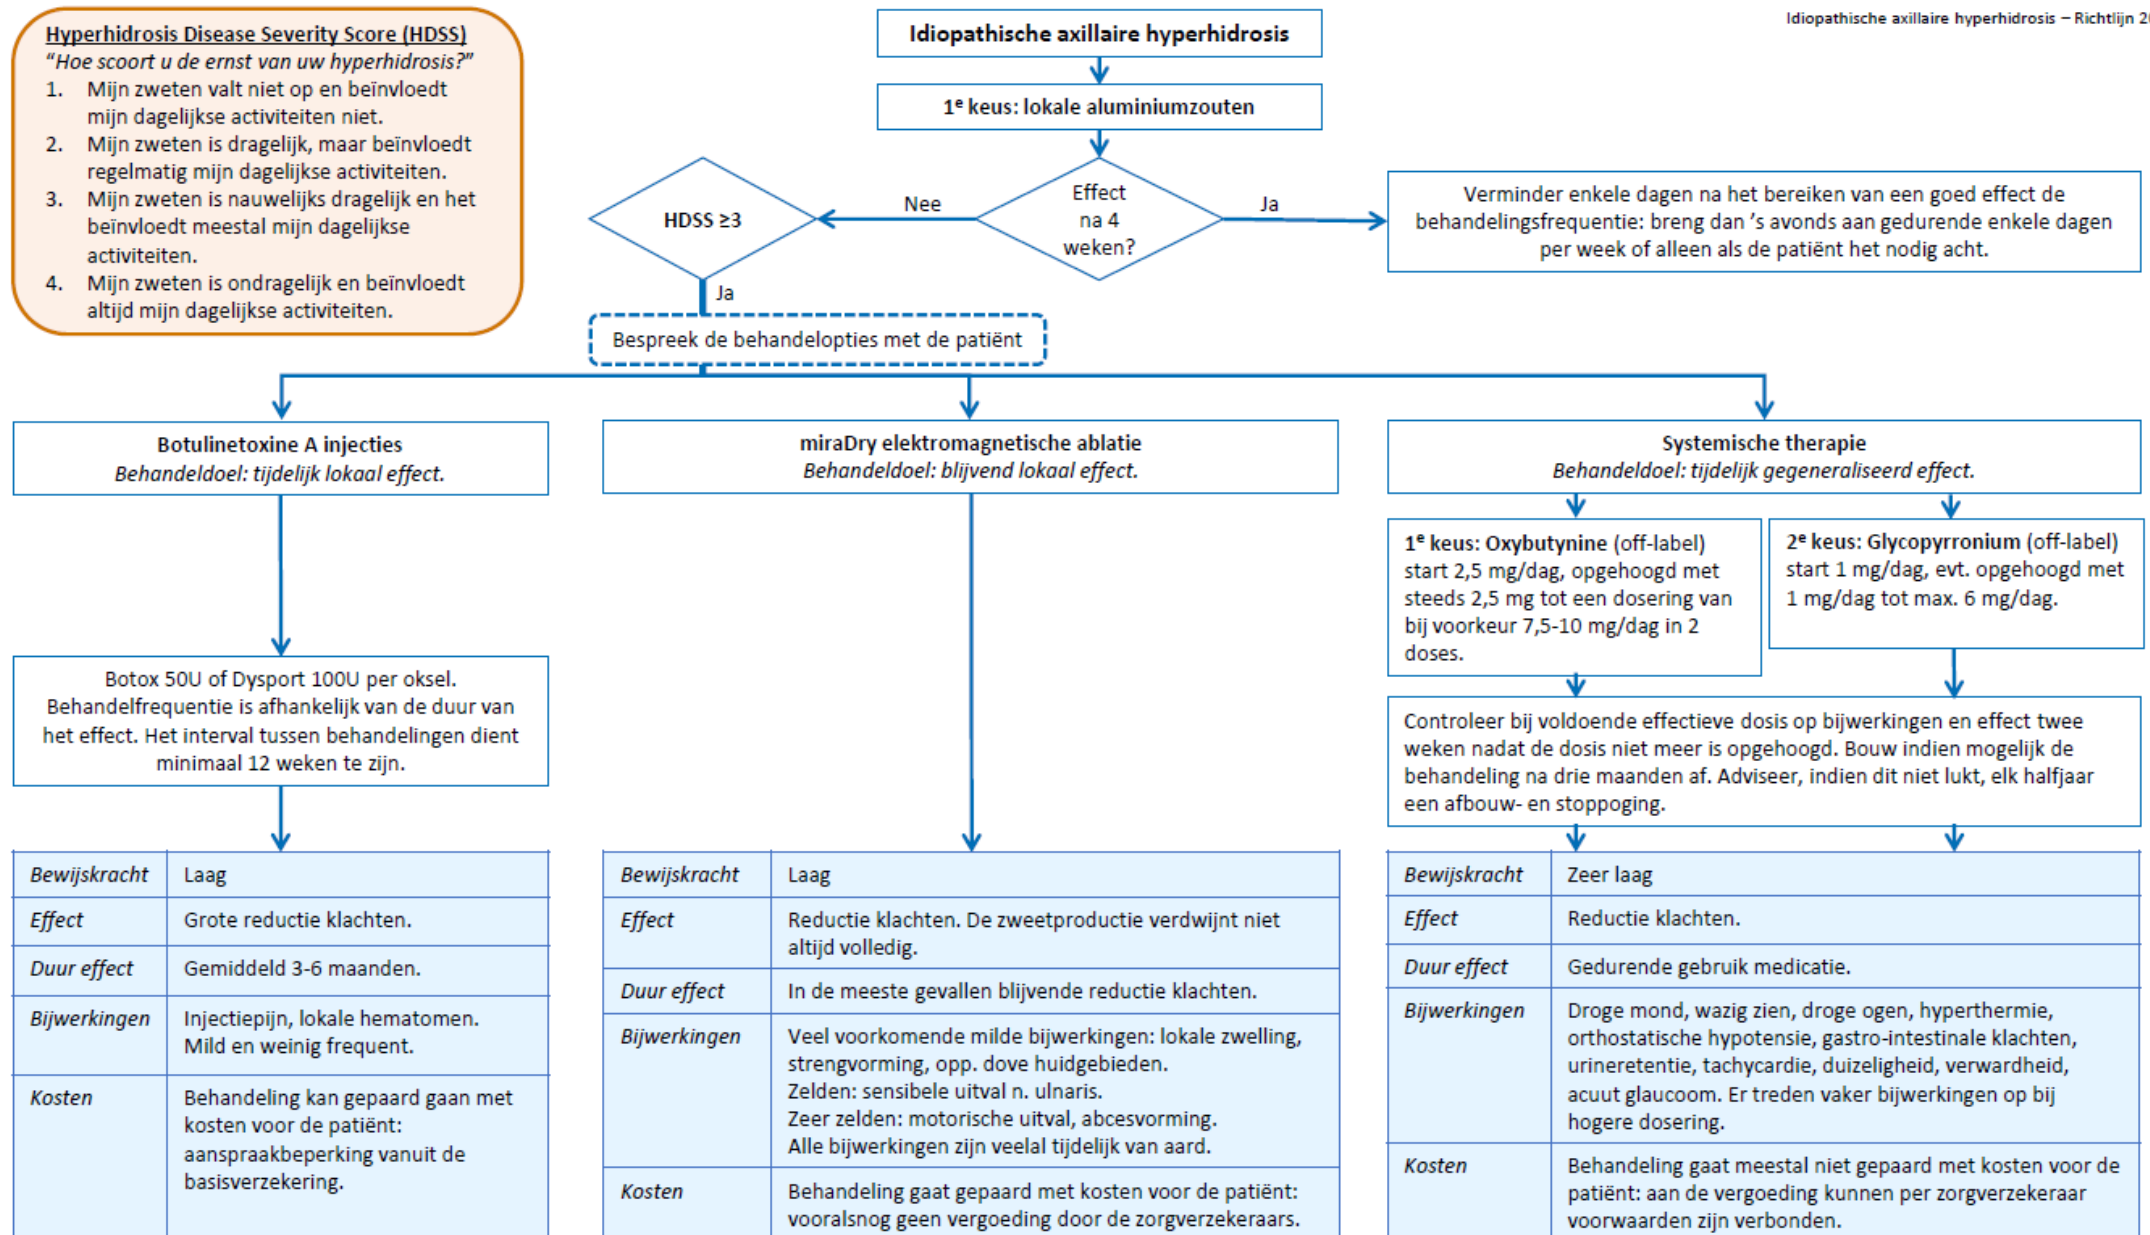 Idiopathische axillaire hyperhidrosis – Richtlijn 20
Hyperhidrosis Disease Severity Score (HDSS)
“Hoe scoort u de ernst van uw hyperhidrosis?”
1. Mijn zweten valt niet op en beïnvloedt
mijn dagelijkse activiteiten niet.
2. Mijn zweten is dragelijk, maar beïnvloedt
regelmatig mijn dagelijkse activiteiten.
3. Mijn zweten is nauwelijks dragelijk en het
beïnvloedt meestal mijn dagelijkse
activiteiten.
4. Mijn zweten is ondragelijk en beïnvloedt
altijd mijn dagelijkse activiteiten.
Idiopathische axillaire hyperhidrosis
1e keus: lokale aluminiumzouten
Effect
na 4
weken?
Nee
Ja
HDSS ≥3
Verminder enkele dagen na het bereiken van een goed effect de
behandelingsfrequentie: breng dan ’s avonds aan gedurende enkele dagen
per week of alleen als de patiënt het nodig acht.
Ja
Bespreek de behandelopties met de patiënt
Botulinetoxine A injecties
Behandeldoel: tijdelijk lokaal effect.
Botox 50U of Dysport 100U per oksel.
Behandelfrequentie is afhankelijk van de duur van
het effect. Het interval tussen behandelingen dient
minimaal 12 weken te zijn.
Bewijskracht Laag
Effect Grote reductie klachten.
Duur effect Gemiddeld 3-6 maanden.
Bijwerkingen Injectiepijn, lokale hematomen.
Mild en weinig frequent.
Kosten Behandeling kan gepaard gaan met
kosten voor de patiënt:
aanspraakbeperking vanuit de
basisverzekering.
miraDry elektromagnetische ablatie
Behandeldoel: blijvend lokaal effect.
Bewijskracht Laag
Effect Reductie klachten. De zweetproductie verdwijnt niet
altijd volledig.
Duur effect In de meeste gevallen blijvende reductie klachten.
Bijwerkingen Veel voorkomende milde bijwerkingen: lokale zwelling,
strengvorming, opp. dove huidgebieden.
Zelden: sensibele uitval n. ulnaris.
Zeer zelden: motorische uitval, abcesvorming.
Alle bijwerkingen zijn veelal tijdelijk van aard.
Kosten Behandeling gaat gepaard met kosten voor de patiënt:
vooralsnog geen vergoeding door de zorgverzekeraars.
Systemische therapie
Behandeldoel: tijdelijk gegeneraliseerd effect.
1e keus: Oxybutynine (off-label)
start 2,5 mg/dag, opgehoogd met
steeds 2,5 mg tot een dosering van
bij voorkeur 7,5-10 mg/dag in 2
doses.
2e keus: Glycopyrronium (off-label)
start 1 mg/dag, evt. opgehoogd met
1 mg/dag tot max. 6 mg/dag.
Controleer bij voldoende effectieve dosis op bijwerkingen en effect twee
weken nadat de dosis niet meer is opgehoogd. Bouw indien mogelijk de
behandeling na drie maanden af. Adviseer, indien dit niet lukt, elk halfjaar
een afbouw- en stoppoging.
Bewijskracht Zeer laag
Effect Reductie klachten.
Duur effect Gedurende gebruik medicatie.
Bijwerkingen Droge mond, wazig zien, droge ogen, hyperthermie,
orthostatische hypotensie, gastro-intestinale klachten,
urineretentie, tachycardie, duizeligheid, verwardheid,
acuut glaucoom. Er treden vaker bijwerkingen op bij
hogere dosering.
Kosten Behandeling gaat meestal niet gepaard met kosten voor de
patiënt: aan de vergoeding kunnen per zorgverzekeraar
voorwaarden zijn verbonden.